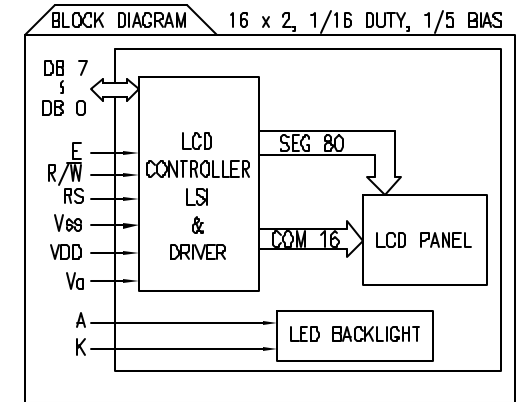 BLOCK DIAGRAM 16 x 2, 1/16 DUTY, 1/5 BIAS
DB 7
DB 0
E
R/W̅
RS
Vss
VDD
Va
A
K
LCD
CONTROLLER
LSI
&
DRIVER
SEG 80
COM 16
LCD PANEL
LED BACKLIGHT